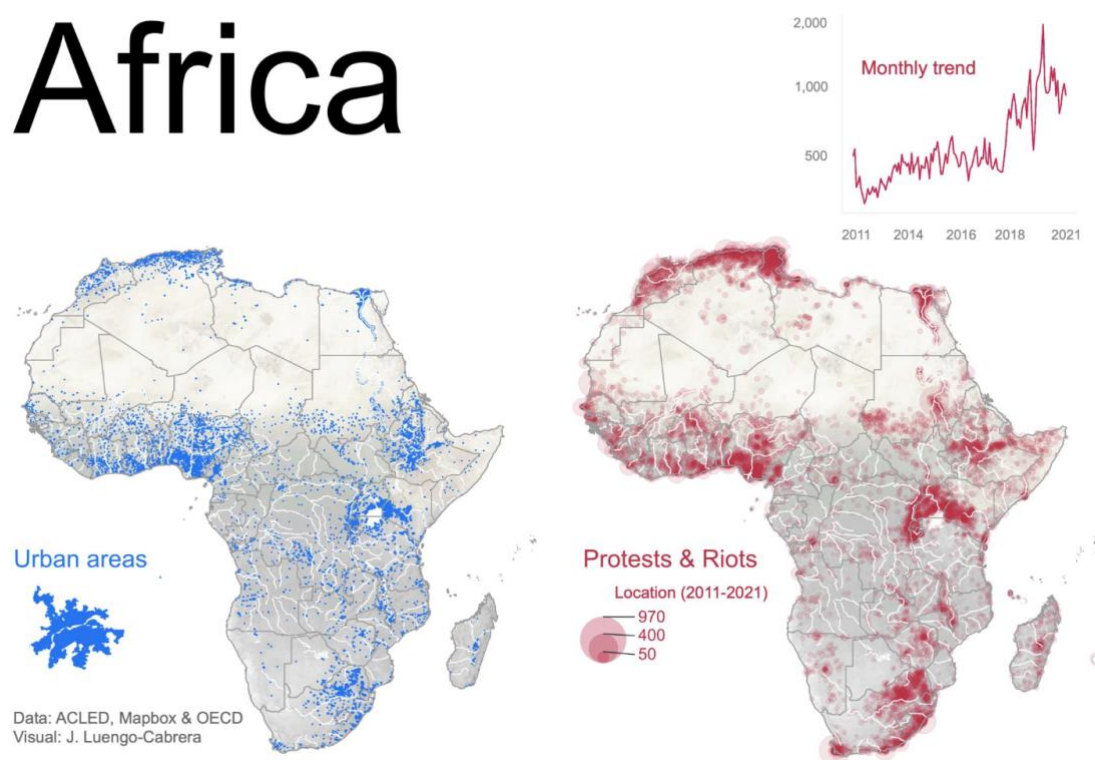 Africa
2,000
Monthly trend
1,000
500
2011 2014 2016 2018 2021
Urban areas
Data: ACLED, Mapbox & OECD
Visual: J. Luengo-Cabrera
Protests & Riots
Location (2011-2021)
970
400
50